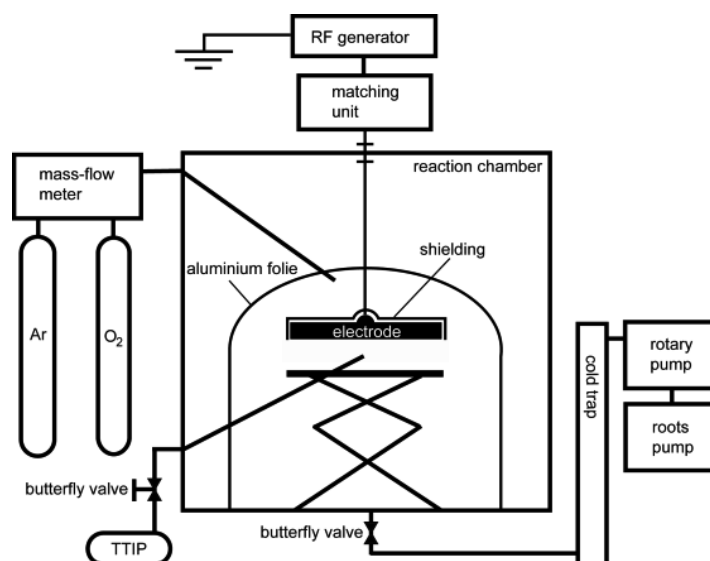 RF generator
matching
unit
reaction chamber
mass-flow
meter
shielding
aluminium folie
electrode
Ar
O₂
cold trap
rotary
pump
roots
pump
butterfly valve
butterfly valve
TTIP